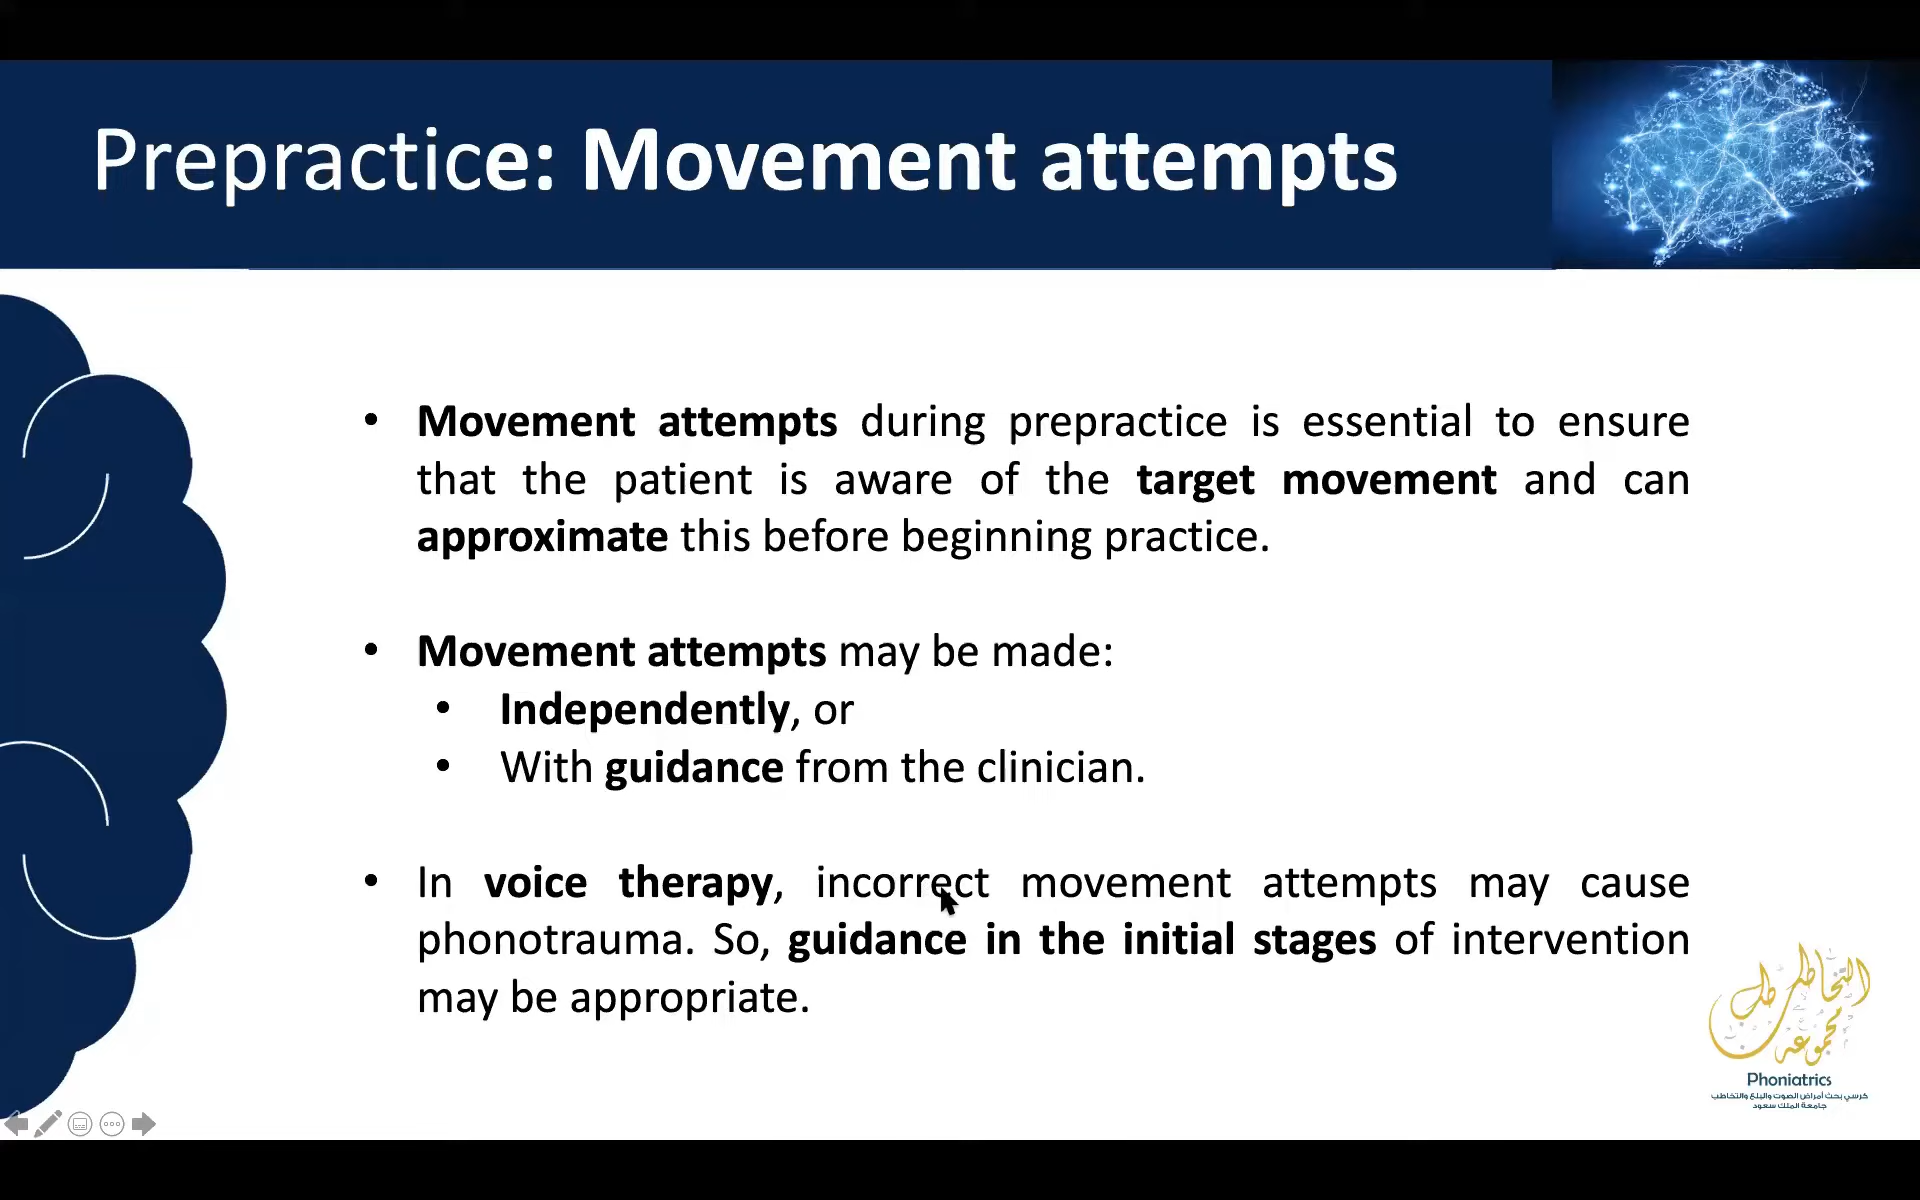 Prepractice: Movement attempts
• Movement attempts during prepractice is essential to ensure
that the patient is aware of the target movement and can
approximate this before beginning practice.
• Movement attempts may be made:
• Independently, or
• With guidance from the clinician.
• In voice therapy, incorrect movement attempts may cause
phonotrauma. So, guidance in the initial stages of intervention
may be appropriate.
مجموعة طب التخاطب
Phoniatrics
كرسي بحث أمراض الصوت والبلع والتخاطب
جامعة الملك سعود